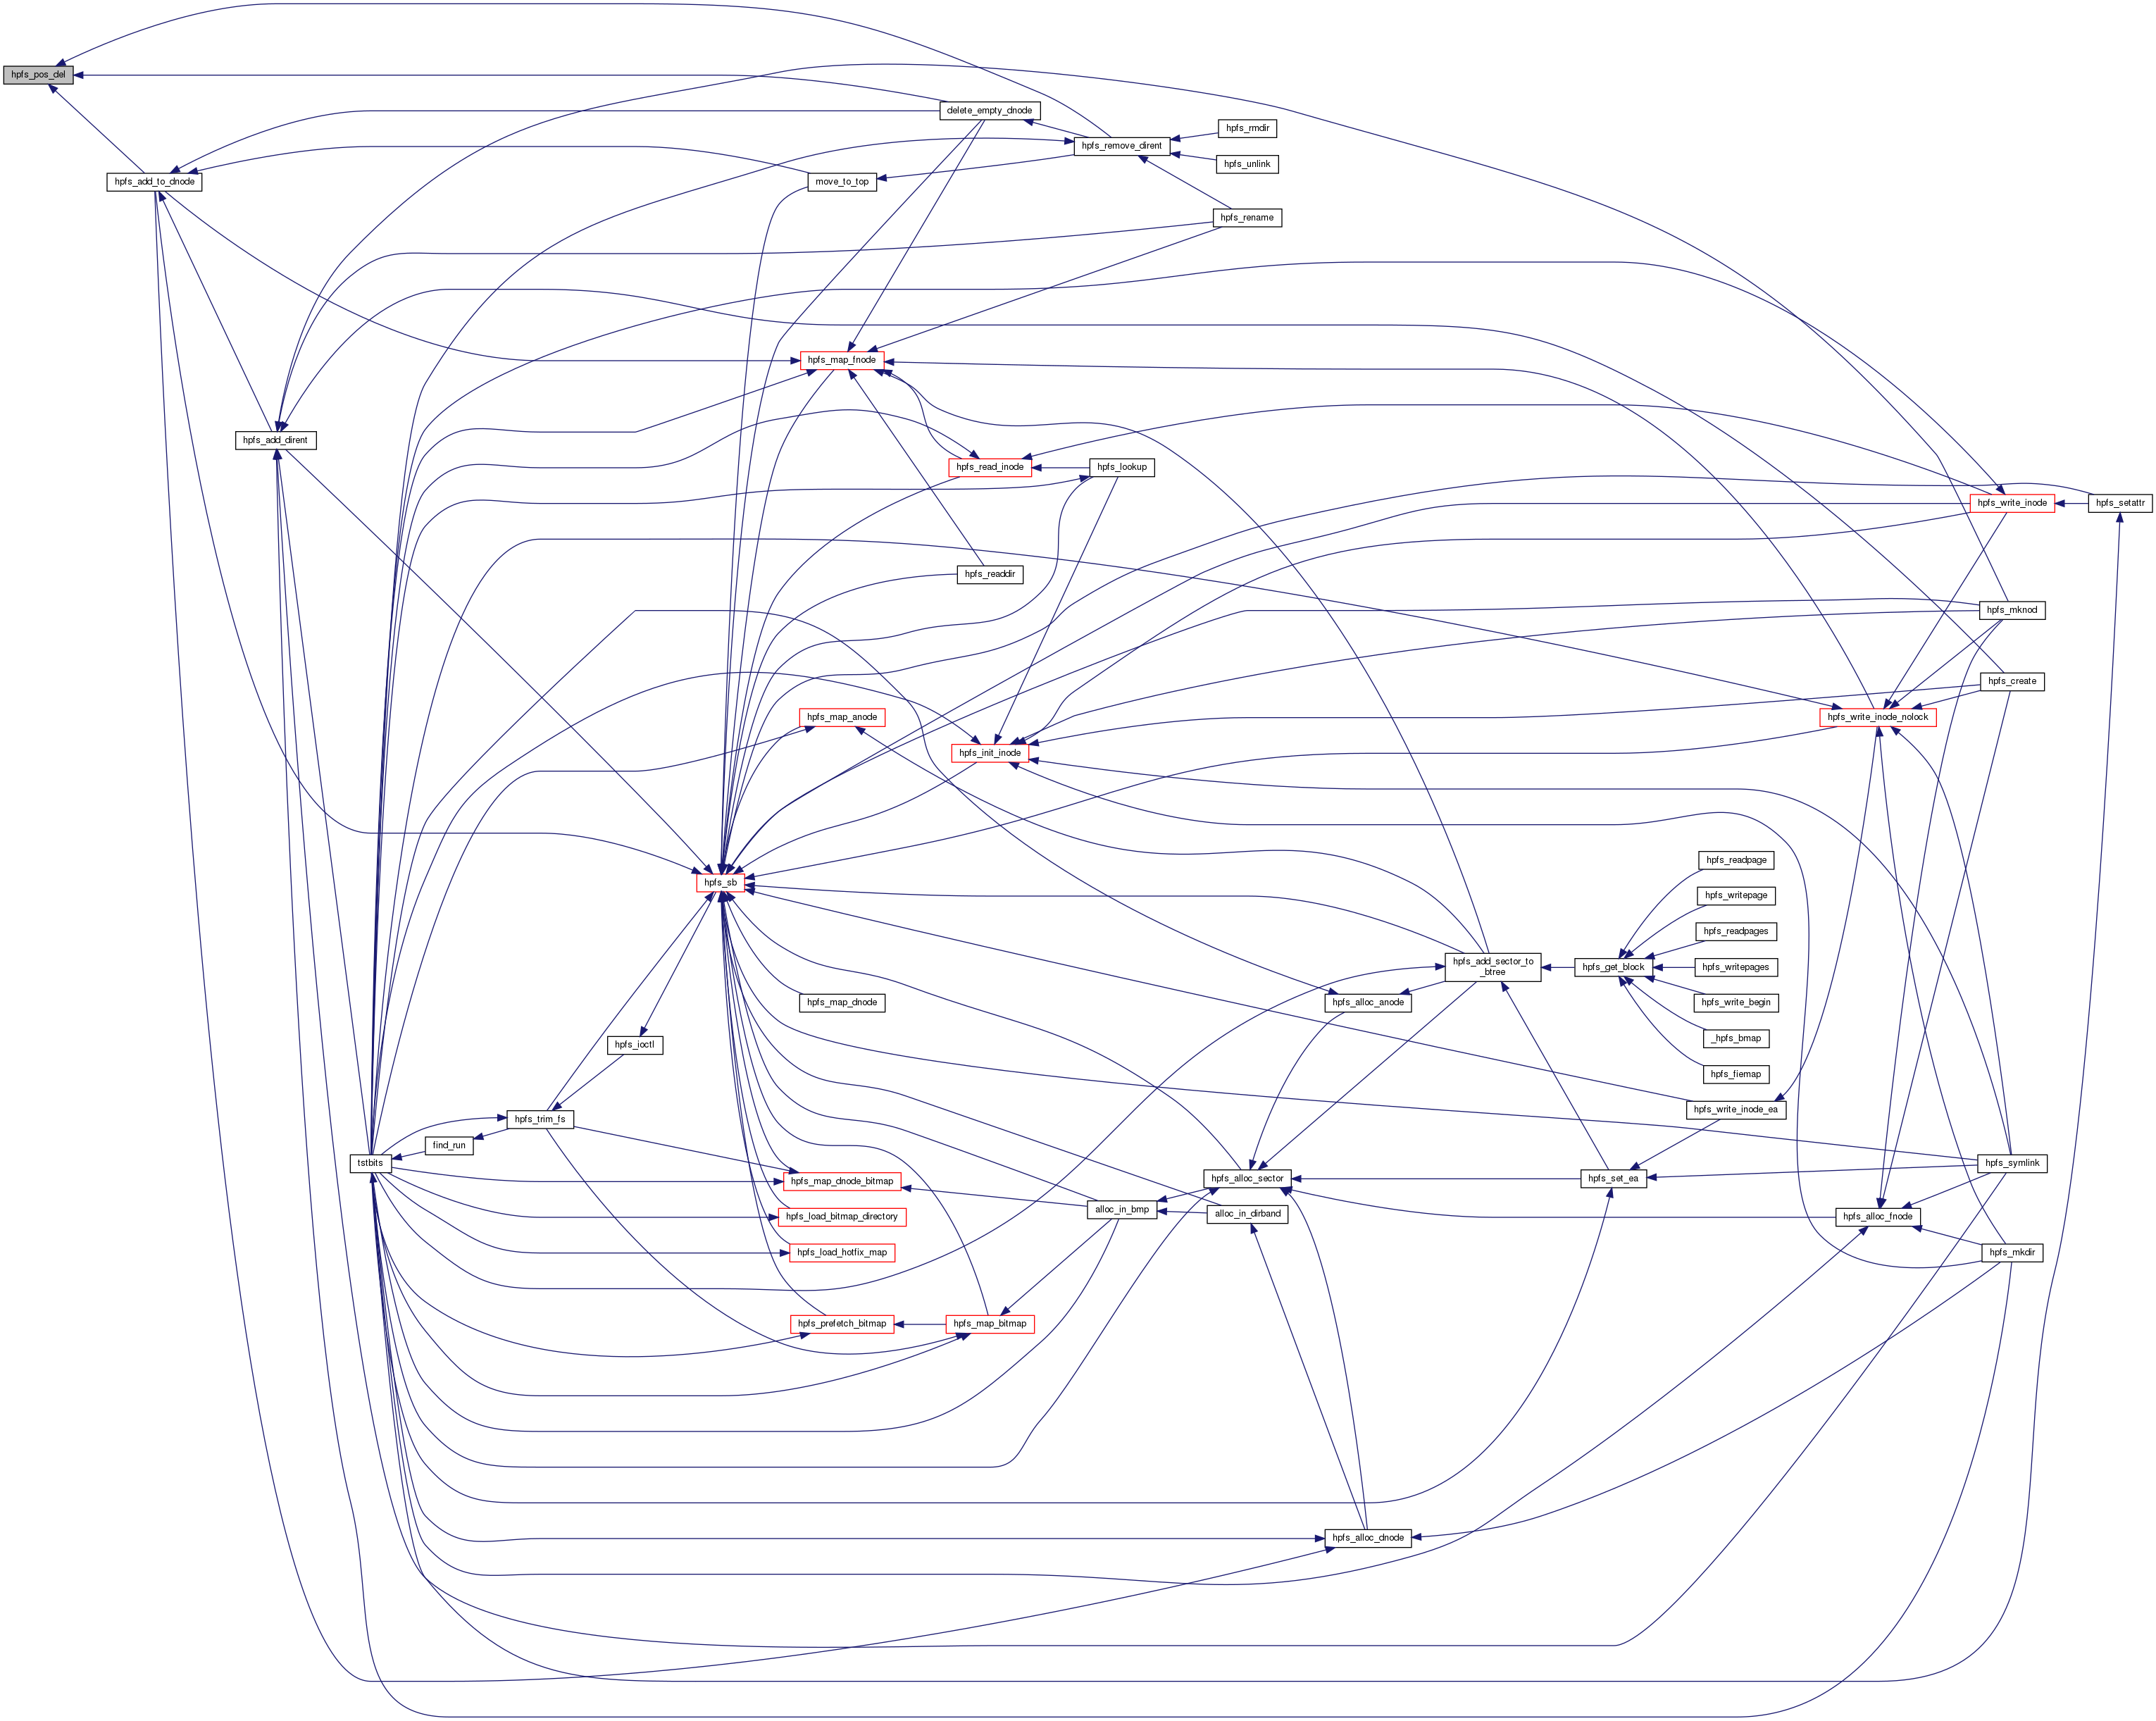 hpfs_pos_del
delete_empty_dnode
hpfs_rmdir
hpfs_remove_dirent
hpfs_unlink
hpfs_add_to_dnode
move_to_top
hpfs_rename
hpfs_map_fnode
hpfs_add_dirent
hpfs_read_inode
hpfs_lookup
hpfs_write_inode
hpfs_setattr
hpfs_readdir
hpfs_mknod
hpfs_create
hpfs_map_anode
hpfs_write_inode_nolock
hpfs_init_inode
hpfs_readpage
hpfs_sb
hpfs_writepage
hpfs_readpages
hpfs_add_sector_to
_btree
hpfs_get_block
hpfs_writepages
hpfs_map_dnode
hpfs_alloc_anode
hpfs_write_begin
hpfs_ioctl
_hpfs_bmap
hpfs_fiemap
hpfs_write_inode_ea
hpfs_trim_fs
find_run
tstbits
hpfs_symlink
hpfs_map_dnode_bitmap
hpfs_alloc_sector
hpfs_set_ea
alloc_in_bmp
hpfs_load_bitmap_directory
alloc_in_dirband
hpfs_alloc_fnode
hpfs_load_hotfix_map
hpfs_mkdir
hpfs_prefetch_bitmap
hpfs_map_bitmap
hpfs_alloc_dnode